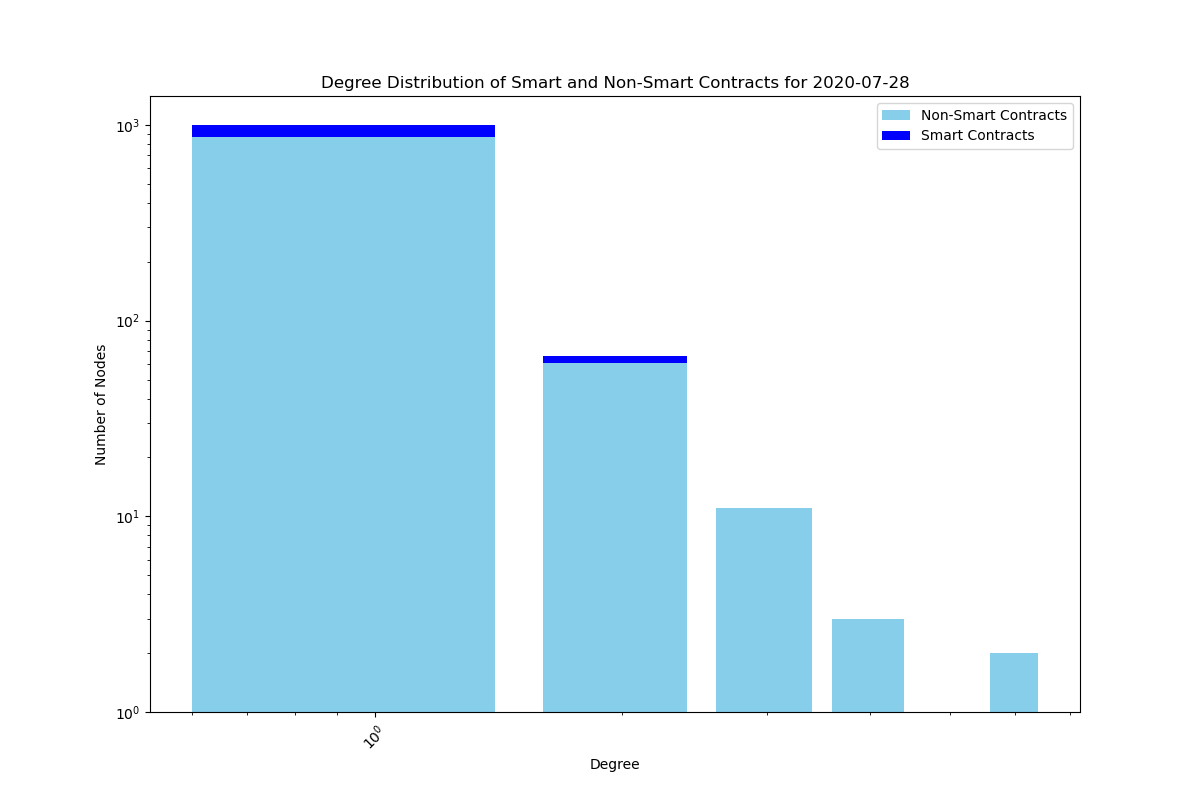 Degree Distribution of Smart and Non-Smart Contracts for 2020-07-28
Non-Smart Contracts
Smart Contracts
Number of Nodes
10³
10²
10¹
10⁰
10⁰
Degree